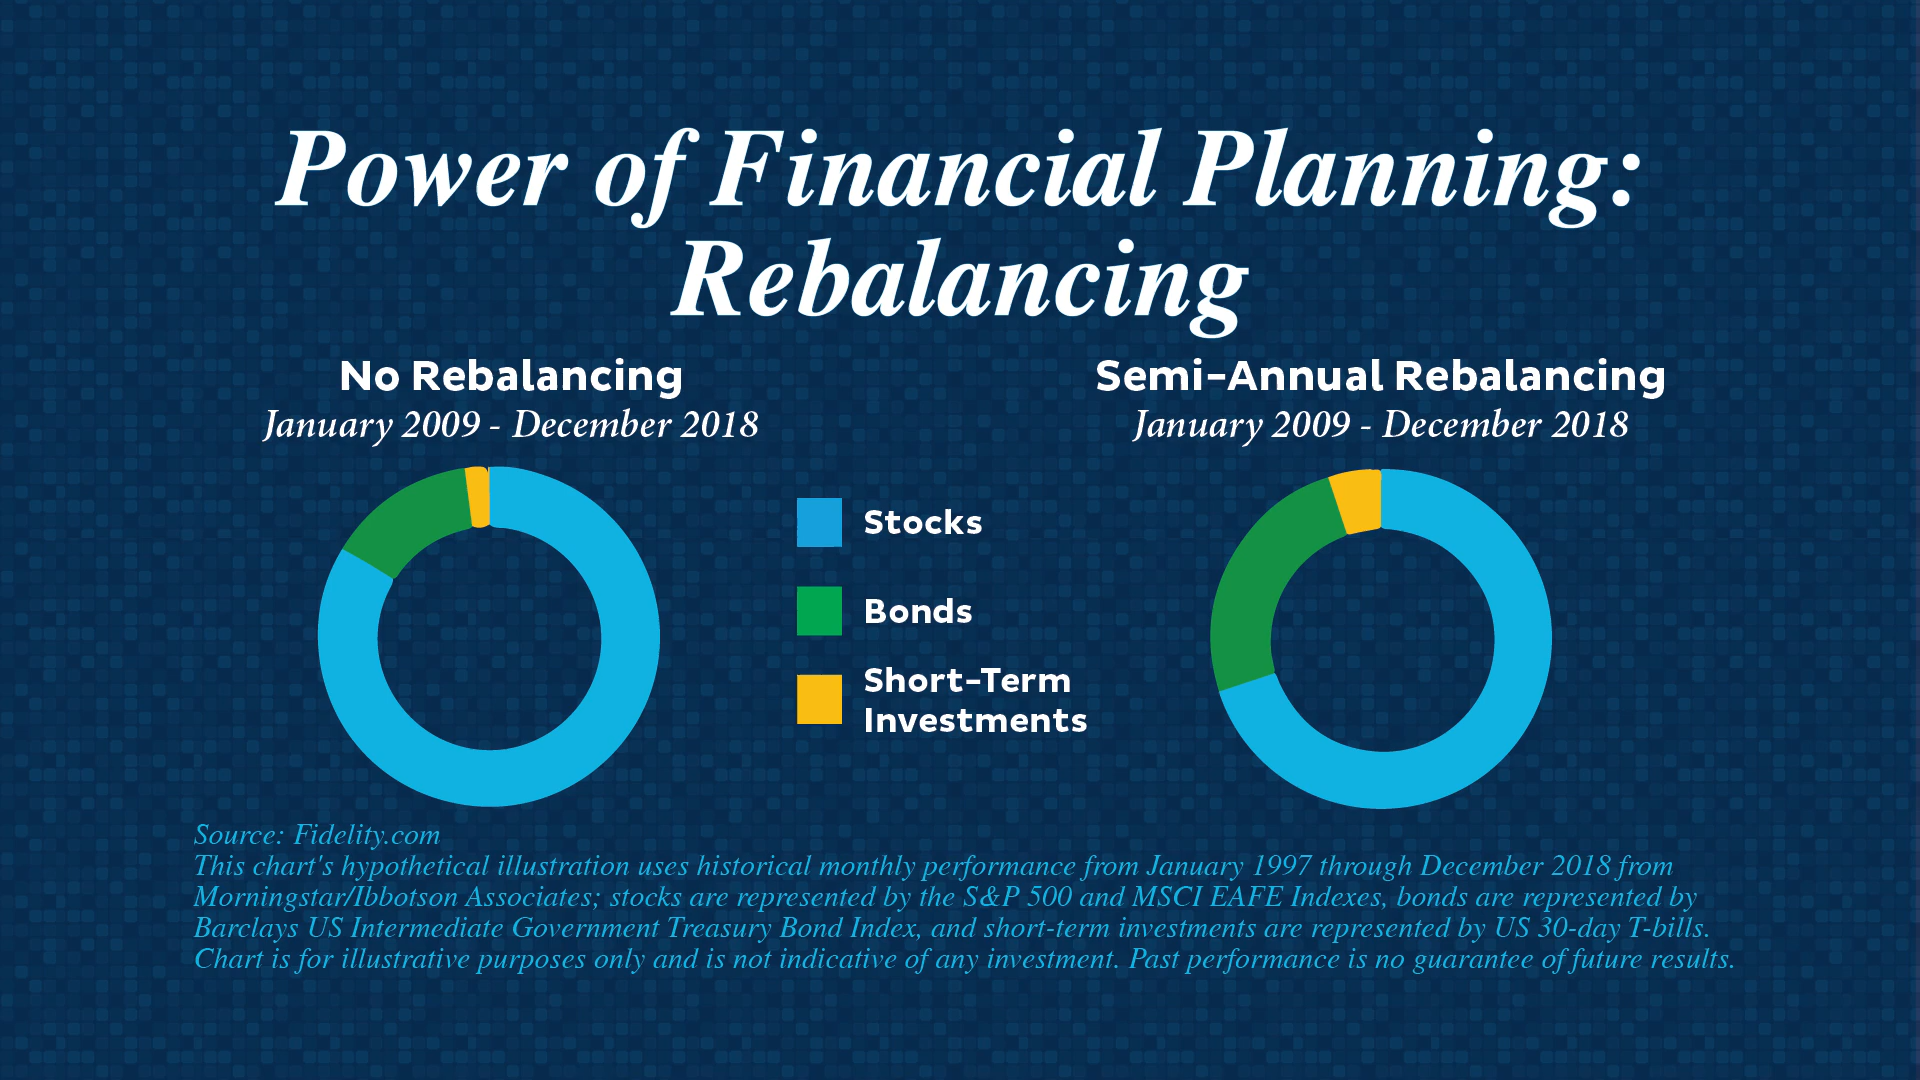 Power of Financial Planning:
Rebalancing
No Rebalancing
January 2009 - December 2018
Semi-Annual Rebalancing
January 2009 - December 2018
Stocks
Bonds
Short-Term
Investments
Source: Fidelity.com
This chart's hypothetical illustration uses historical monthly performance from January 1997 through December 2018 from
Morningstar/Ibbotson Associates; stocks are represented by the S&P 500 and MSCI EAFE Indexes, bonds are represented by
Barclays US Intermediate Government Treasury Bond Index, and short-term investments are represented by US 30-day T-bills.
Chart is for illustrative purposes only and is not indicative of any investment. Past performance is no guarantee of future results.